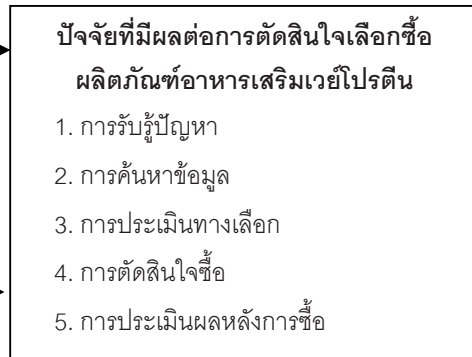 ปัจจัยที่มีผลต่อการตัดสินใจเลือกซื้อ
ผลิตภัณฑ์อาหารเสริมเวย์โปรตีน
1. การรับรู้ปัญหา
2. การค้นหาข้อมูล
3. การประเมินทางเลือก
4. การตัดสินใจซื้อ
5. การประเมินผลหลังการซื้อ